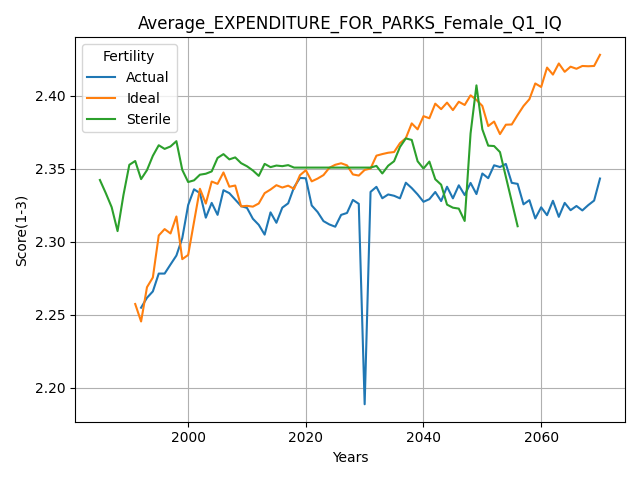 Average_EXPENDITURE_FOR_PARKS_Female_Q1_IQ
Fertility
Actual
Ideal
Sterile
Score(1-3)
2.40
2.35
2.30
2.25
2.20
2000
2020
2040
2060
Years